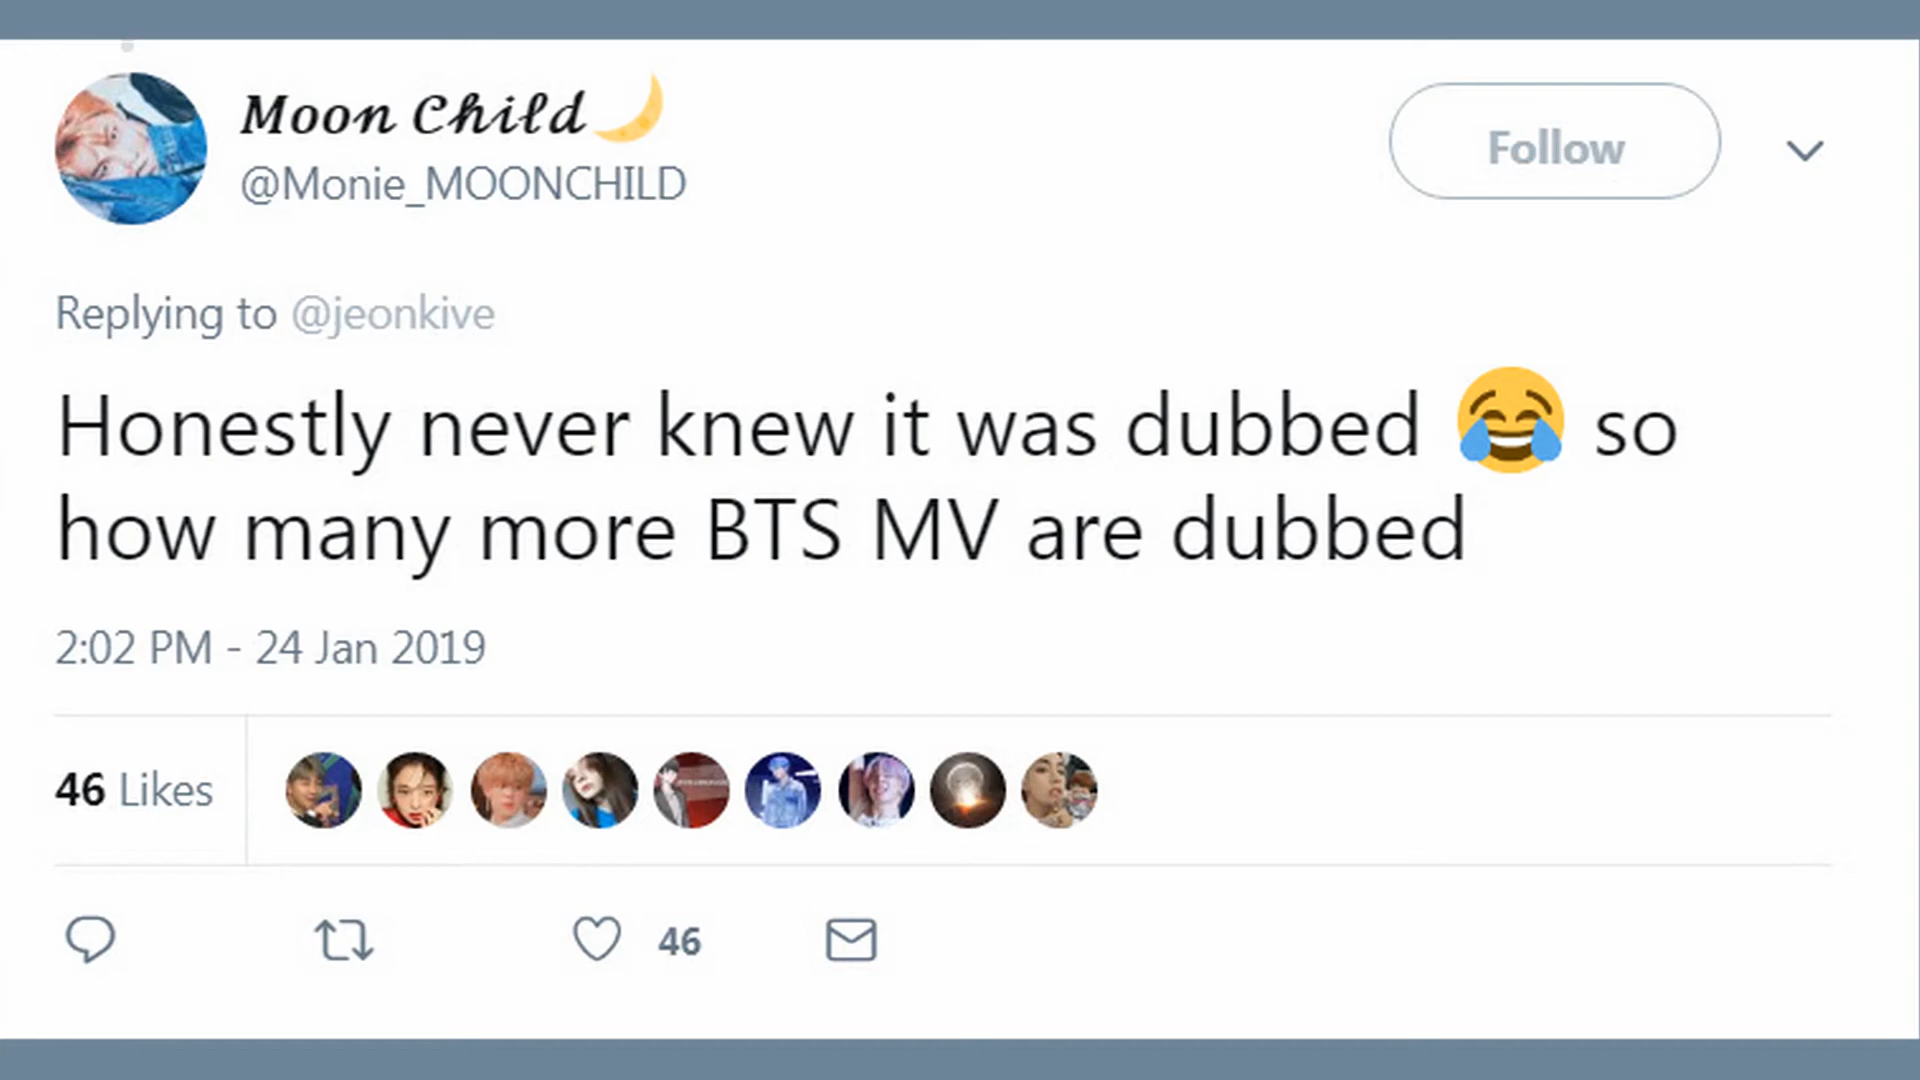 Moon Child🌙
@Monie_MOONCHILD
Follow
Replying to @jeonkive
Honestly never knew it was dubbed 😂 so
how many more BTS MV are dubbed
2:02 PM - 24 Jan 2019
46 Likes
46